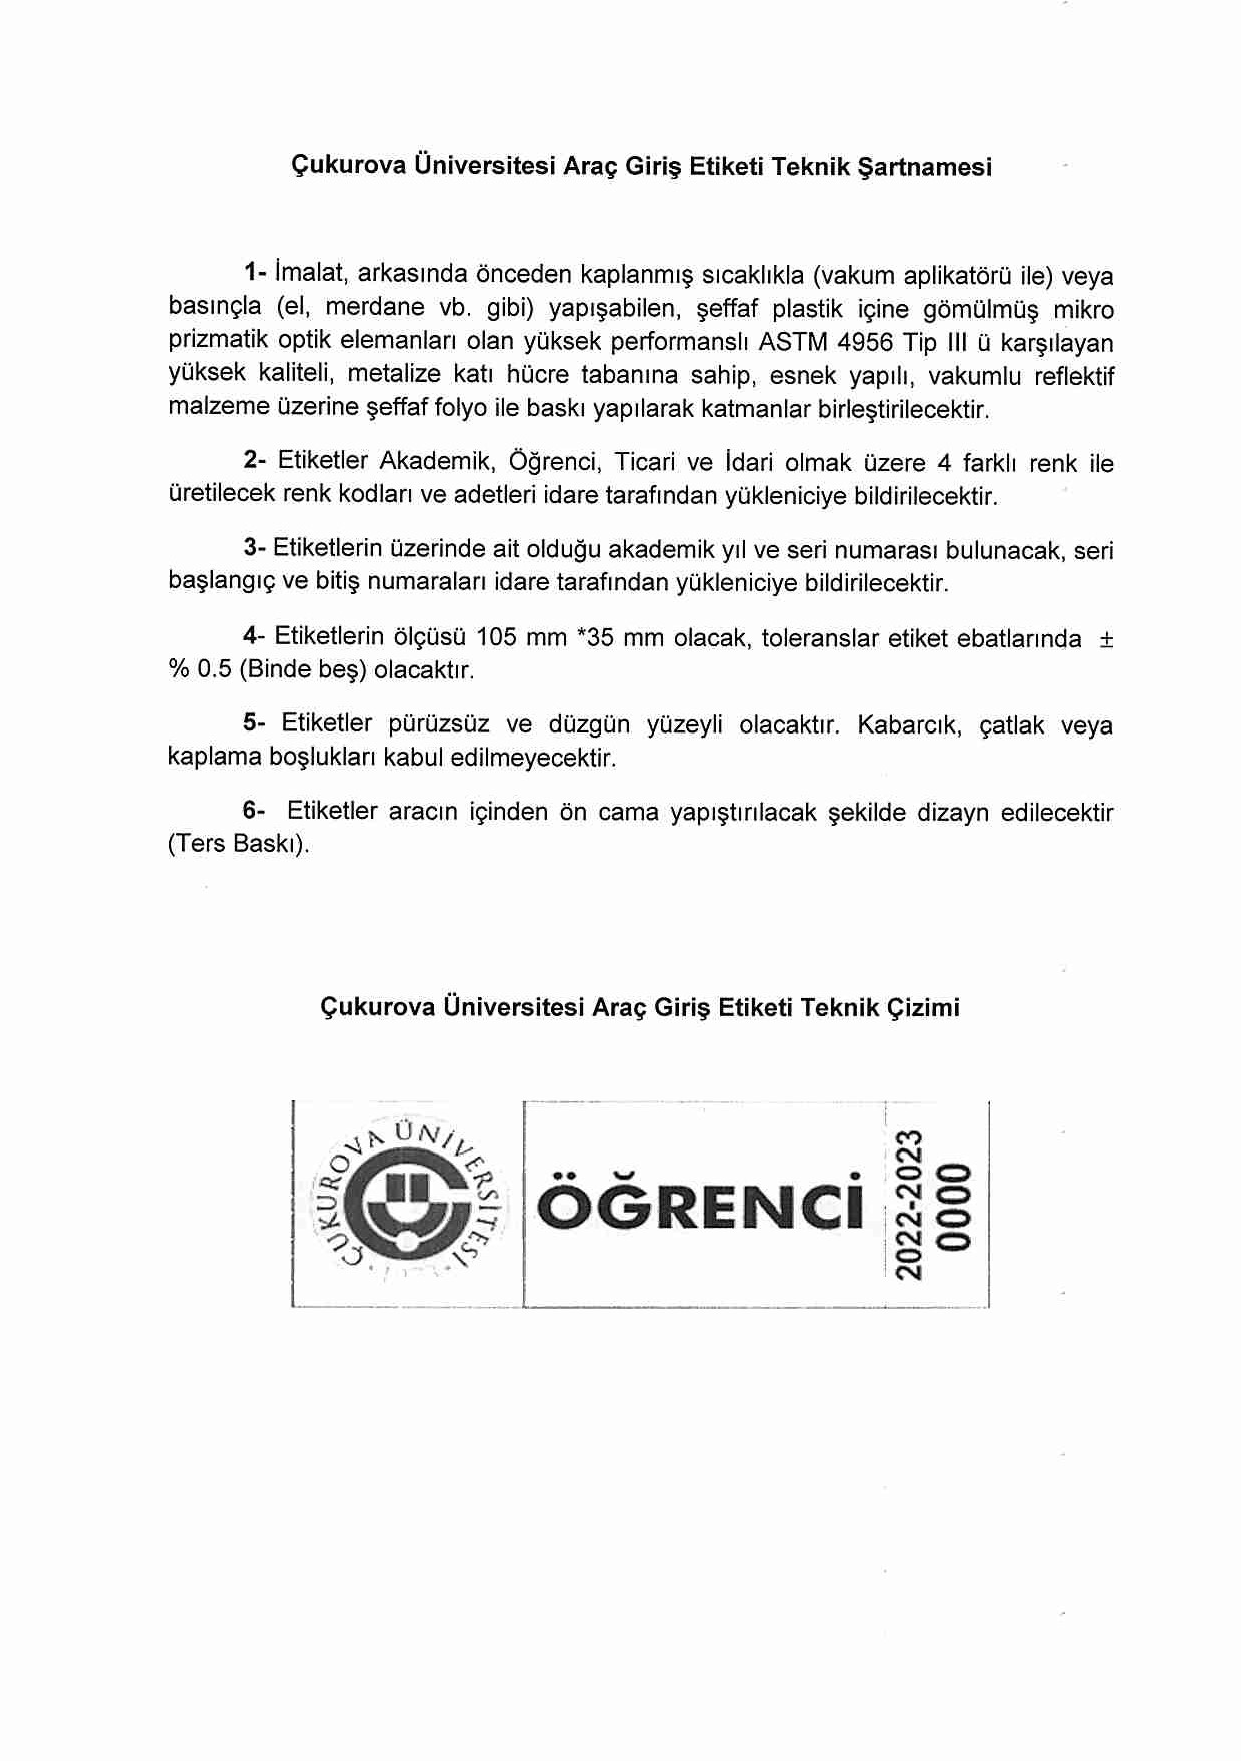 Çukurova Üniversitesi Araç Giriş Etiketi Teknik Şartnamesi
1- İmalat, arkasında önceden kaplanmış sıcaklıkla (vakum aplikatörü ile) veya
basınçla (el, merdane vb. gibi) yapışabilen, şeffaf plastik içine gömülmüş mikro
prizmatik optik elemanları olan yüksek performanslı ASTM 4956 Tip III ü karşılayan
yüksek kaliteli, metalize katı hücre tabanına sahip, esnek yapılı, vakumlu reflektif
malzeme üzerine şeffaf folyo ile baskı yapılarak katmanlar birleştirilecektir.
2- Etiketler Akademik, Öğrenci, Ticari ve İdari olmak üzere 4 farklı renk ile
üretilecek renk kodları ve adetleri idare tarafından yükleniciye bildirilecektir.
3- Etiketlerin üzerinde ait olduğu akademik yıl ve seri numarası bulunacak, seri
başlangıç ve bitiş numaraları idare tarafından yükleniciye bildirilecektir.
4- Etiketlerin ölçüsü 105 mm *35 mm olacak, toleranslar etiket ebatlarında ±
% 0.5 (Binde beş) olacaktır.
5- Etiketler pürüzsüz ve düzgün yüzeyli olacaktır. Kabarcık, çatlak veya
kaplama boşlukları kabul edilmeyecektir.
6- Etiketler aracın içinden ön cama yapıştırılacak şekilde dizayn edilecektir
(Ters Baskı).
Çukurova Üniversitesi Araç Giriş Etiketi Teknik Çizimi
ÇUKUROVA ÜNİVERSİTESİ
ÖĞRENCİ
2022-2023
0000